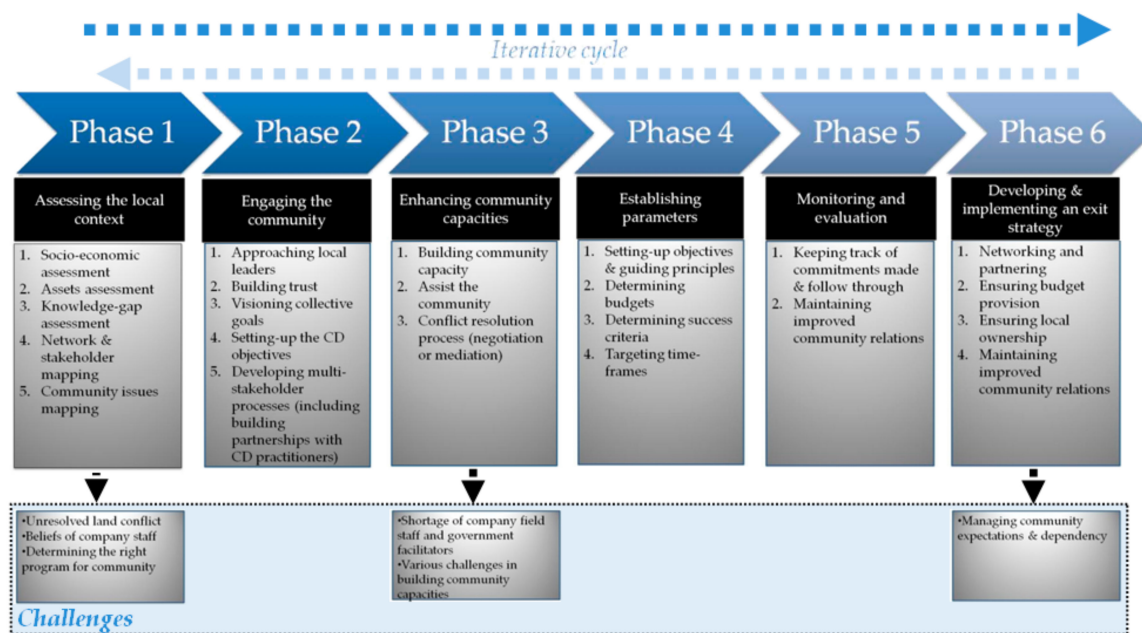 Iterative cycle
Phase 1
Phase 2
Phase 3
Phase 4
Phase 5
Phase 6
Assessing the local
context
1. Socio-economic
assessment
2. Assets assessment
3. Knowledge-gap
assessment
4. Network &
stakeholder
mapping
5. Community issues
mapping
Engaging the
community
1. Approaching local
leaders
2. Building trust
3. Visioning collective
goals
4. Setting-up the CD
objectives
5. Developing multi-
stakeholder
processes (including
building
partnerships with
CD practitioners)
Enhancing community
capacities
1. Building community
capacity
2. Assist the
community
3. Conflict resolution
process (negotiation
or mediation)
Establishing
parameters
1. Setting-up objectives
& guiding principles
2. Determining
budgets
3. Determining success
criteria
4. Targeting time-
frames
Monitoring and
evaluation
1. Keeping track of
commitments made
& follow through
2. Maintaining
improved
community relations
Developing &
implementing an exit
strategy
1. Networking and
partnering
2. Ensuring budget
provision
3. Ensuring local
ownership
4. Maintaining
improved
community relations
•Unresolved land conflict
•Beliefs of company staff
•Determining the right
program for community
•Shortage of company field
staff and government
facilitators
•Various challenges in
building community
capacities
•Managing community
expectations & dependency
Challenges